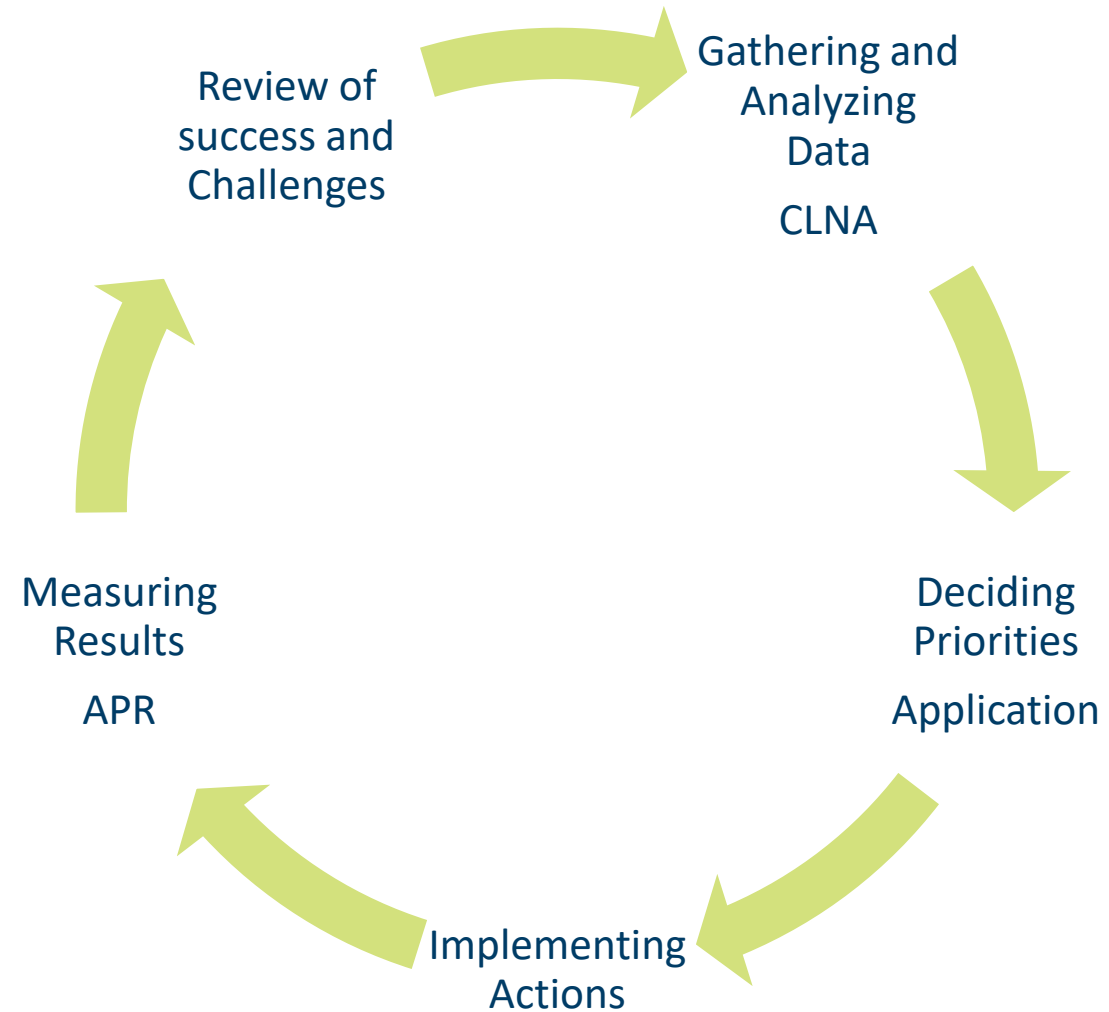 Gathering and
Analyzing
Data
CLNA
Deciding
Priorities
Application
Implementing
Actions
Measuring
Results
APR
Review of
success and
Challenges